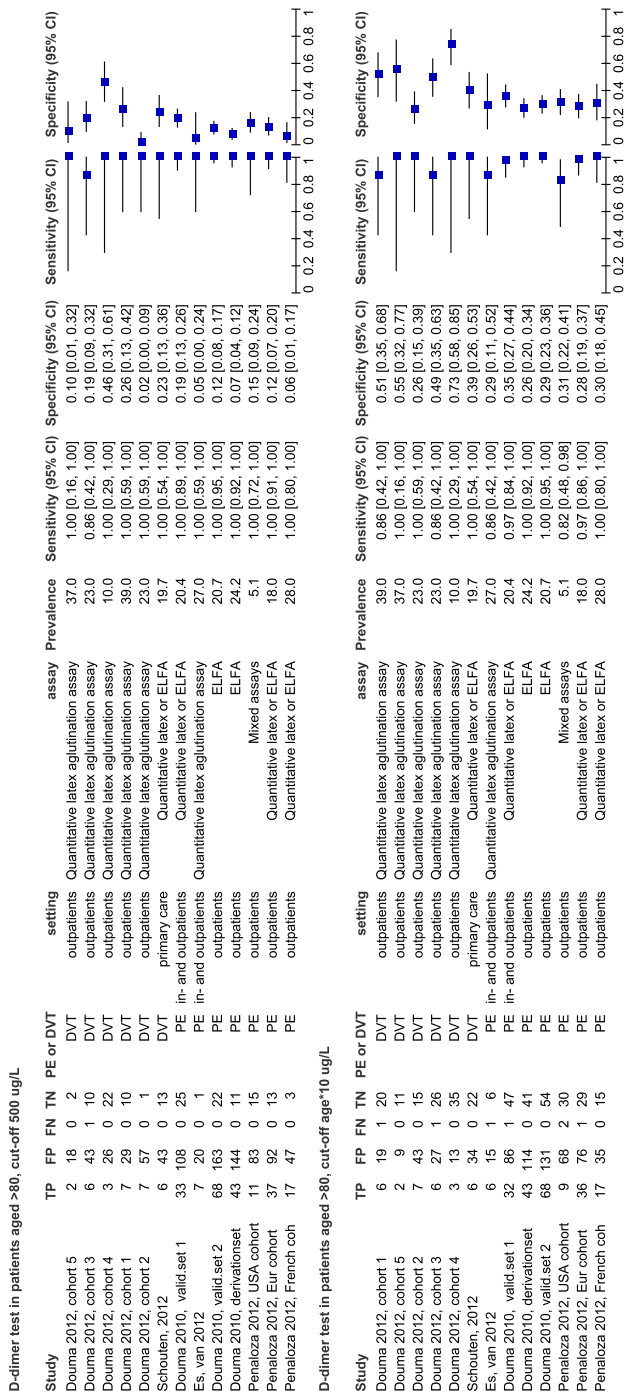 D-dimer test in patients aged >80, cut-off 500 ug/L
Study TP FP FN TN PE or DVT setting assay Prevalence Sensitivity (95% CI) Specificity (95% CI) Sensitivity (95% CI) Specificity (95% CI)
Douma 2012, cohort 5 2 18 0 2 DVT outpatients Quantitative latex aglutination assay 37.0 1.00 [0.16, 1.00] 0.10 [0.01, 0.32]
Douma 2012, cohort 3 6 43 1 10 DVT outpatients Quantitative latex aglutination assay 23.0 0.86 [0.42, 1.00] 0.19 [0.09, 0.32]
Douma 2012, cohort 4 3 26 0 22 DVT outpatients Quantitative latex aglutination assay 10.0 1.00 [0.29, 1.00] 0.46 [0.31, 0.61]
Douma 2012, cohort 1 7 29 0 10 DVT outpatients Quantitative latex aglutination assay 39.0 1.00 [0.59, 1.00] 0.26 [0.13, 0.42]
Douma 2012, cohort 2 7 57 0 1 DVT outpatients Quantitative latex aglutination assay 23.0 1.00 [0.59, 1.00] 0.02 [0.00, 0.09]
Schouten, 2012 6 43 0 13 DVT primary care Quantitative latex or ELFA 19.7 1.00 [0.54, 1.00] 0.23 [0.13, 0.36]
Douma 2010, valid.set 1 33 108 0 25 PE in- and outpatients Quantitative latex or ELFA 20.4 1.00 [0.89, 1.00] 0.19 [0.13, 0.26]
Es, van 2012 7 20 0 1 PE in- and outpatients Quantitative latex aglutination assay 27.0 1.00 [0.59, 1.00] 0.05 [0.00, 0.24]
Douma 2010, valid.set 2 68 163 0 22 PE outpatients ELFA 20.7 1.00 [0.95, 1.00] 0.12 [0.08, 0.17]
Douma 2010, derivationset 43 144 0 11 PE outpatients ELFA 24.2 1.00 [0.92, 1.00] 0.07 [0.04, 0.12]
Penaloza 2012, USA cohort 11 83 0 15 PE outpatients Mixed assays 5.1 1.00 [0.72, 1.00] 0.15 [0.09, 0.24]
Penaloza 2012, Eur cohort 37 92 0 13 PE outpatients Quantitative latex or ELFA 18.0 1.00 [0.91, 1.00] 0.12 [0.07, 0.20]
Penaloza 2012, French coh 17 47 0 3 PE outpatients Quantitative latex or ELFA 28.0 1.00 [0.80, 1.00] 0.06 [0.01, 0.17]
0 0.2 0.4 0.6 0.8 1 0 0.2 0.4 0.6 0.8 1
D-dimer test in patients aged >80, cut-off age*10 ug/L
Study TP FP FN TN PE or DVT setting assay Prevalence Sensitivity (95% CI) Specificity (95% CI) Sensitivity (95% CI) Specificity (95% CI)
Douma 2012, cohort 1 6 19 1 20 DVT outpatients Quantitative latex aglutination assay 39.0 0.86 [0.42, 1.00] 0.51 [0.35, 0.68]
Douma 2012, cohort 5 2 9 0 11 DVT outpatients Quantitative latex aglutination assay 37.0 1.00 [0.16, 1.00] 0.55 [0.32, 0.77]
Douma 2012, cohort 2 7 43 0 15 DVT outpatients Quantitative latex aglutination assay 23.0 1.00 [0.59, 1.00] 0.26 [0.15, 0.39]
Douma 2012, cohort 3 6 27 1 26 DVT outpatients Quantitative latex aglutination assay 23.0 0.86 [0.42, 1.00] 0.49 [0.35, 0.63]
Douma 2012, cohort 4 3 13 0 35 DVT outpatients Quantitative latex aglutination assay 10.0 1.00 [0.29, 1.00] 0.73 [0.58, 0.85]
Schouten, 2012 6 34 0 22 DVT primary care Quantitative latex or ELFA 19.7 1.00 [0.54, 1.00] 0.39 [0.26, 0.53]
Es, van 2012 6 15 1 6 PE in- and outpatients Quantitative latex aglutination assay 27.0 0.86 [0.42, 1.00] 0.29 [0.11, 0.52]
Douma 2010, valid.set 1 32 86 1 47 PE in- and outpatients Quantitative latex or ELFA 20.4 0.97 [0.84, 1.00] 0.35 [0.27, 0.44]
Douma 2010, derivationset 43 114 0 41 PE outpatients ELFA 24.2 1.00 [0.92, 1.00] 0.26 [0.20, 0.34]
Douma 2010, valid.set 2 68 131 0 54 PE outpatients ELFA 20.7 1.00 [0.95, 1.00] 0.29 [0.23, 0.36]
Penaloza 2012, USA cohort 9 68 2 30 PE outpatients Mixed assays 5.1 0.82 [0.48, 0.98] 0.31 [0.22, 0.41]
Penaloza 2012, Eur cohort 36 76 1 29 PE outpatients Quantitative latex or ELFA 18.0 0.97 [0.86, 1.00] 0.28 [0.19, 0.37]
Penaloza 2012, French coh 17 35 0 15 PE outpatients Quantitative latex or ELFA 28.0 1.00 [0.80, 1.00] 0.30 [0.18, 0.45]
0 0.2 0.4 0.6 0.8 1 0 0.2 0.4 0.6 0.8 1